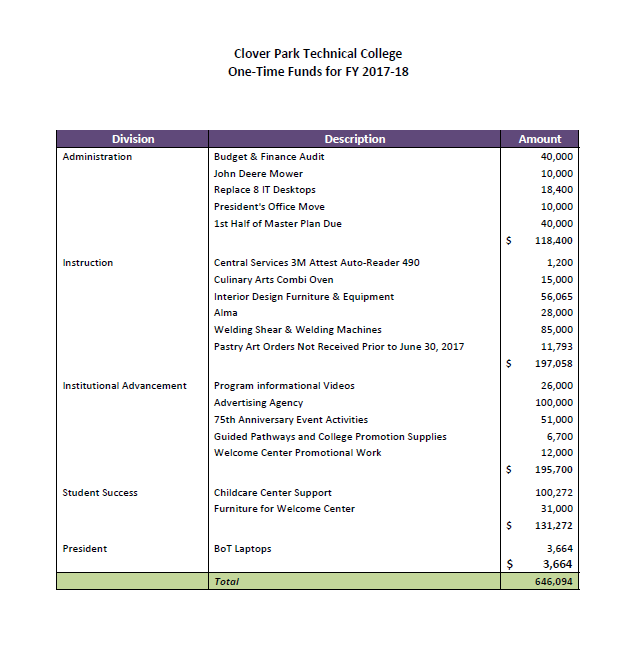 Clover Park Technical College
One-Time Funds for FY 2017-18
Division Description Amount
Administration Budget & Finance Audit 40,000
John Deere Mower 10,000
Replace 8 IT Desktops 18,400
President's Office Move 10,000
1st Half of Master Plan Due 40,000
$ 118,400
Instruction Central Services 3M Attest Auto-Reader 490 1,200
Culinary Arts Combi Oven 15,000
Interior Design Furniture & Equipment 56,065
Alma 28,000
Welding Shear & Welding Machines 85,000
Pastry Art Orders Not Received Prior to June 30, 2017 11,793
$ 197,058
Institutional Advancement Program informational Videos 26,000
Advertising Agency 100,000
75th Anniversary Event Activities 51,000
Guided Pathways and College Promotion Supplies 6,700
Welcome Center Promotional Work 12,000
$ 195,700
Student Success Childcare Center Support 100,272
Furniture for Welcome Center 31,000
$ 131,272
President BoT Laptops 3,664
$ 3,664
Total 646,094